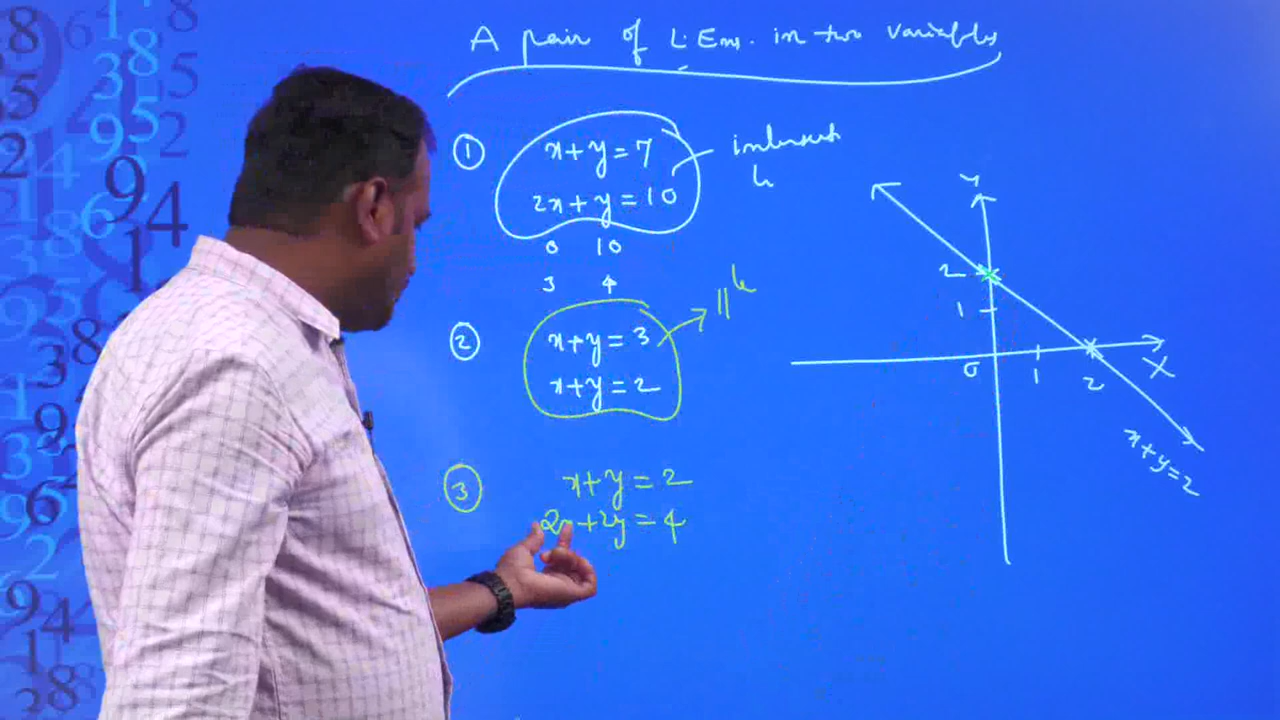 A pair of L.Eqns. in two variables
① x+y=7
2x+y=10
0 10
3 4
② x+y=3
x+y=2
③ x+y=2
2x+2y=4
Y
2
1
0 1 2
X
x+y=2